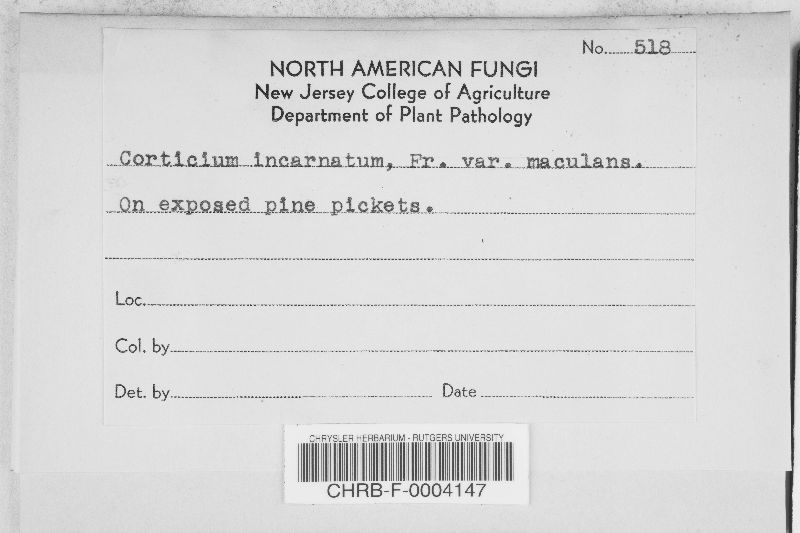 No. 518
NORTH AMERICAN FUNGI
New Jersey College of Agriculture
Department of Plant Pathology
Corticium incarnatum, Fr. var. maculans.
On exposed pine pickets.
Loc.
Col. by
Det. by Date
CHRYSLER HERBARIUM - RUTGERS UNIVERSITY
CHRB-F-0004147